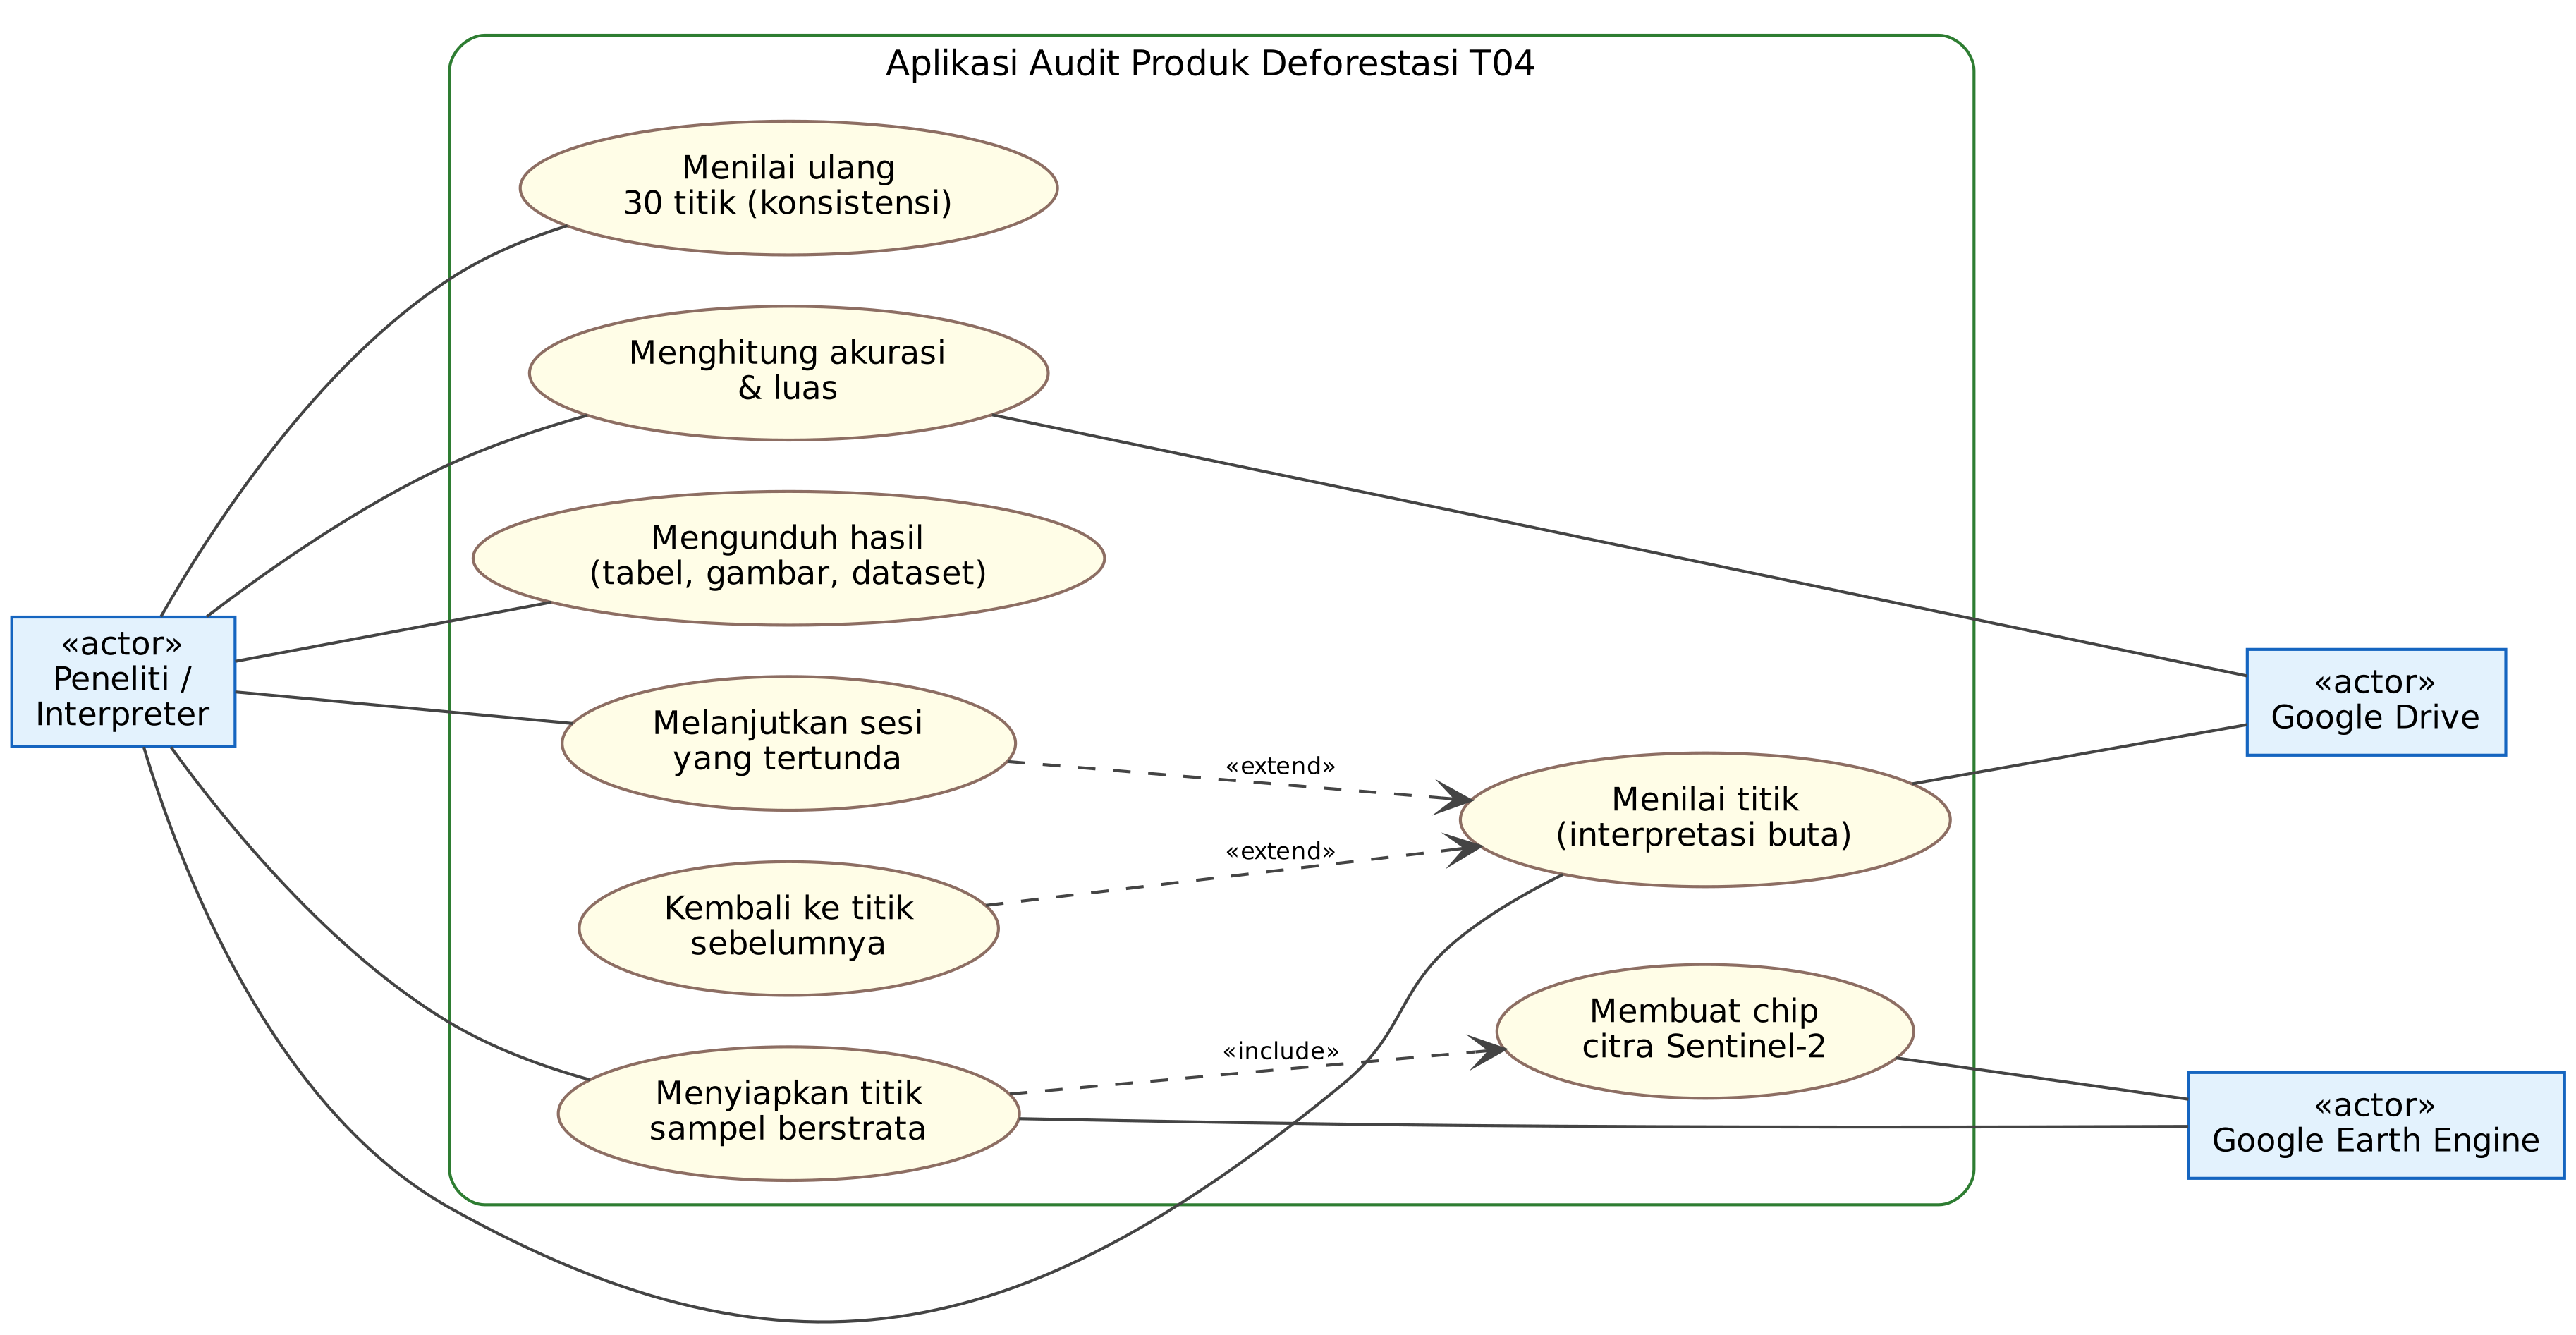 Aplikasi Audit Produk Deforestasi T04
Menilai ulang
30 titik (konsistensi)
Menghitung akurasi
& luas
Mengunduh hasil
(tabel, gambar, dataset)
«actor»
Peneliti /
Interpreter
Melanjutkan sesi
yang tertunda
«extend»
«actor»
Google Drive
Menilai titik
(interpretasi buta)
«extend»
Kembali ke titik
sebelumnya
Membuat chip
citra Sentinel-2
«include»
Menyiapkan titik
sampel berstrata
«actor»
Google Earth Engine